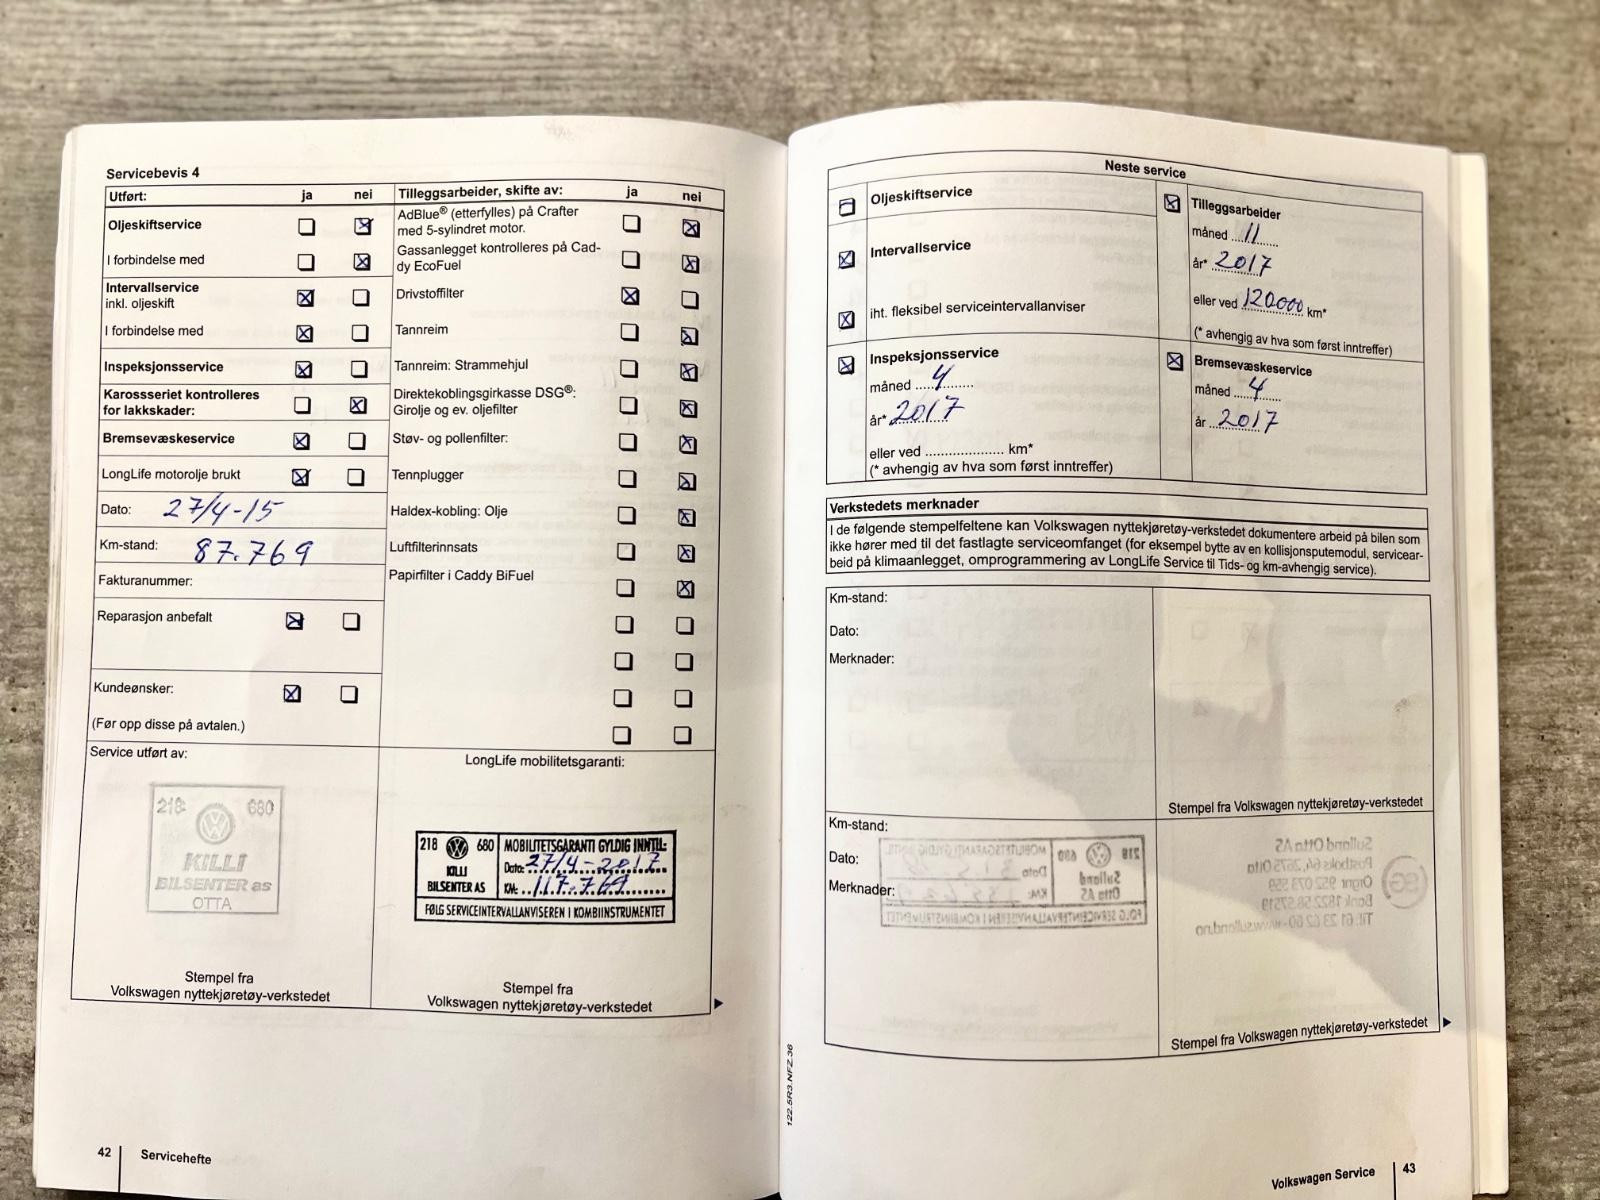 Servicebevis 4
Utført: ja nei
Oljeskiftservice
I forbindelse med
Intervallservice
inkl. oljeskift
I forbindelse med
Inspeksjonsservice
Karossseriet kontrolleres
for lakkskader:
Bremsevæskeservice
LongLife motorolje brukt
Dato: 27/4-15
Km-stand: 87.769
Fakturanummer:
Reparasjon anbefalt
Kundeønsker:
(Før opp disse på avtalen.)
Service utført av:
218 680
KILLI
BILSENTER as
OTTA
Stempel fra
Volkswagen nyttekjøretøy-verkstedet
Tilleggsarbeider, skifte av: ja nei
AdBlue® (etterfylles) på Crafter
med 5-sylindret motor.
Gassanlegget kontrolleres på Cad-
dy EcoFuel
Drivstoffilter
Tannreim
Tannreim: Strammehjul
Direktekoblingsgirkasse DSG®:
Girolje og ev. oljefilter
Støv- og pollenfilter:
Tennplugger
Haldex-kobling: Olje
Luftfilterinnsats
Papirfilter i Caddy BiFuel
LongLife mobilitetsgaranti:
218 680 MOBILITETSGARANTI GYLDIG INNTIL:
KILLI Dato: 27/4-2017
BILSENTER AS KM: 117.769
FØLG SERVICEINTERVALLANVISEREN I KOMBIINSTRUMENTET
Stempel fra
Volkswagen nyttekjøretøy-verkstedet
42 Servicehefte
Neste service
Oljeskiftservice
Intervallservice
iht. fleksibel serviceintervallanviser
Inspeksjonsservice
måned 4
år* 2017
eller ved .................... km*
(* avhengig av hva som først inntreffer)
Tilleggsarbeider
måned 11
år* 2017
eller ved 120000 km*
(* avhengig av hva som først inntreffer)
Bremsevæskeservice
måned 4
år 2017
Verkstedets merknader
I de følgende stempelfeltene kan Volkswagen nyttekjøretøy-verkstedet dokumentere arbeid på bilen som
ikke hører med til det fastlagte serviceomfanget (for eksempel bytte av en kollisjonsputemodul, servicear-
beid på klimaanlegget, omprogrammering av LongLife Service til Tids- og km-avhengig service).
Km-stand:
Dato:
Merknader:
Stempel fra Volkswagen nyttekjøretøy-verkstedet
Km-stand:
Dato:
Merknader:
Stempel fra Volkswagen nyttekjøretøy-verkstedet
122.5R3.NFZ.36
Volkswagen Service 43